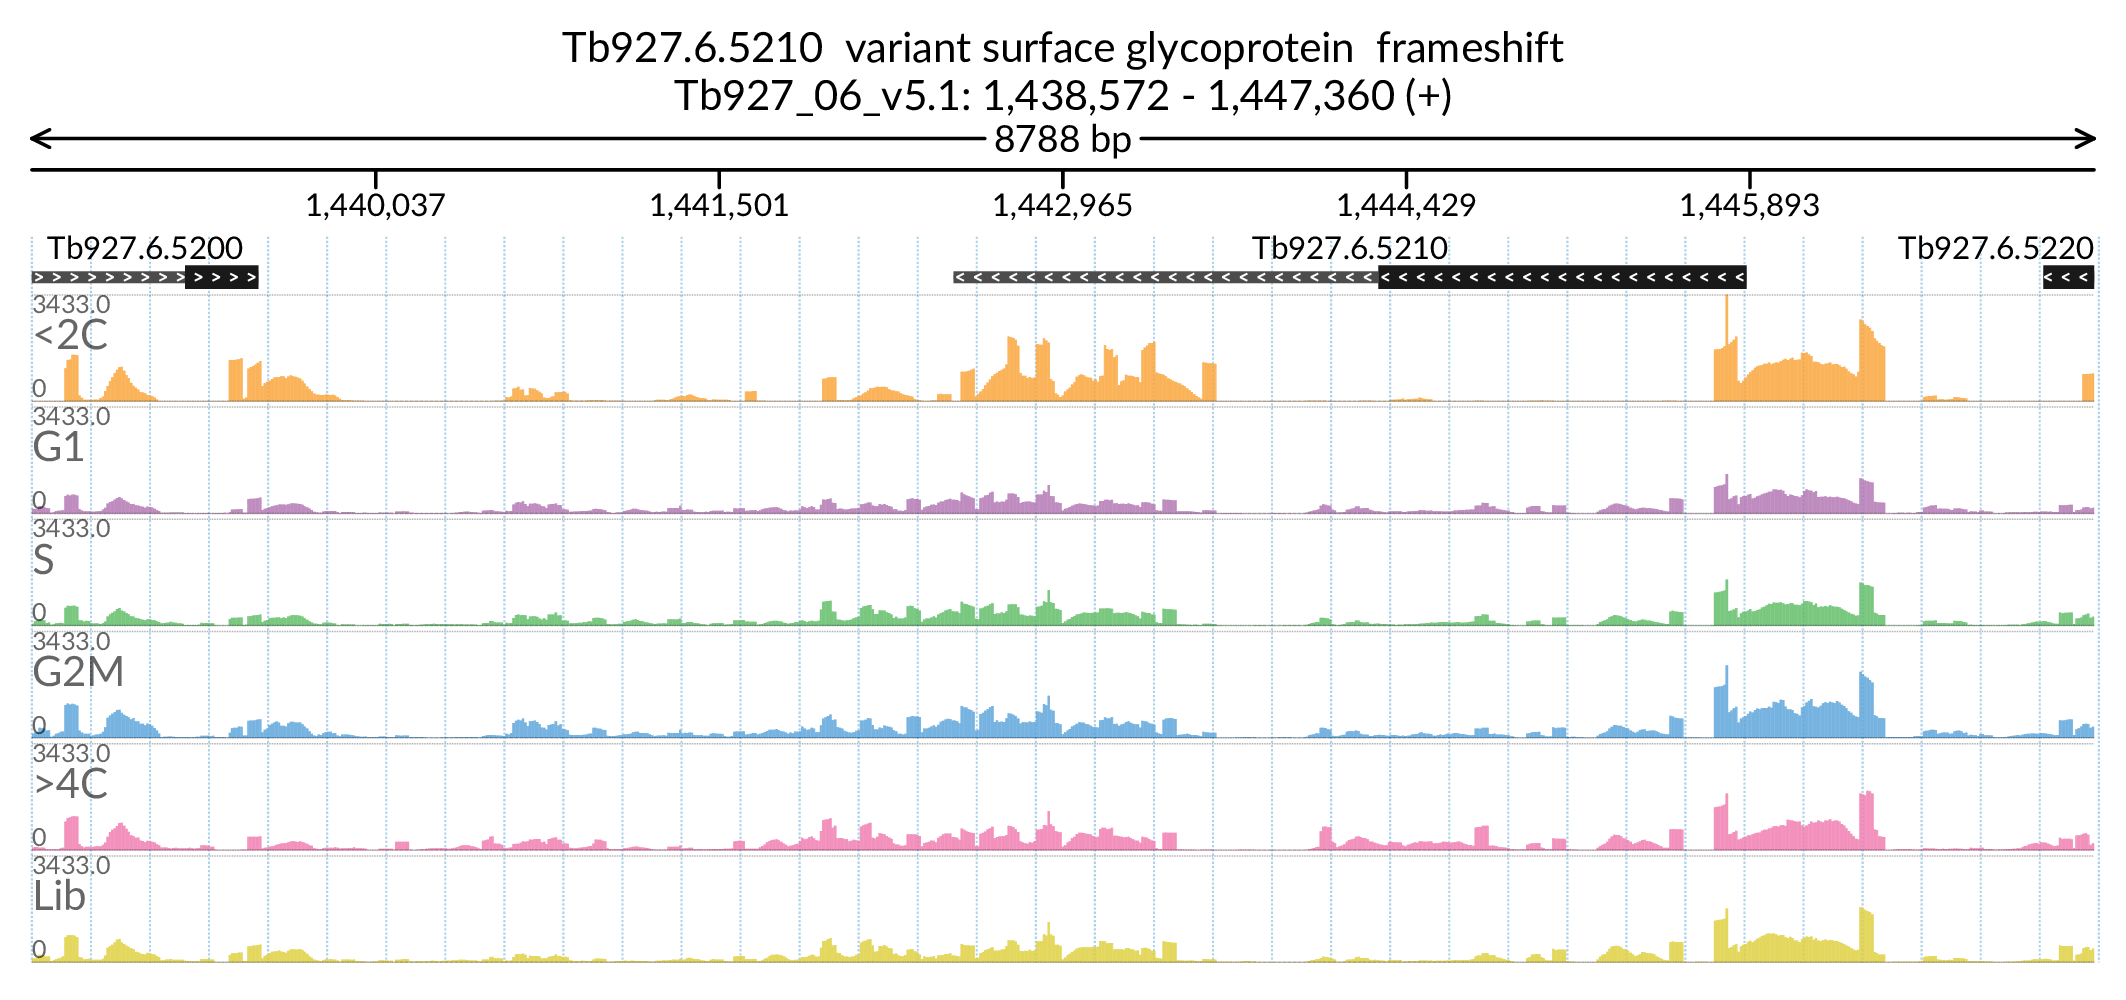 Tb927.6.5210  variant surface glycoprotein  frameshift
Tb927_06_v5.1: 1,438,572 - 1,447,360 (+)
8788 bp
1,440,037 1,441,501 1,442,965 1,444,429 1,445,893
Tb927.6.5200 Tb927.6.5210 Tb927.6.5220
3433.0
<2C
0
3433.0
G1
0
3433.0
S
0
3433.0
G2M
0
3433.0
>4C
0
3433.0
Lib
0